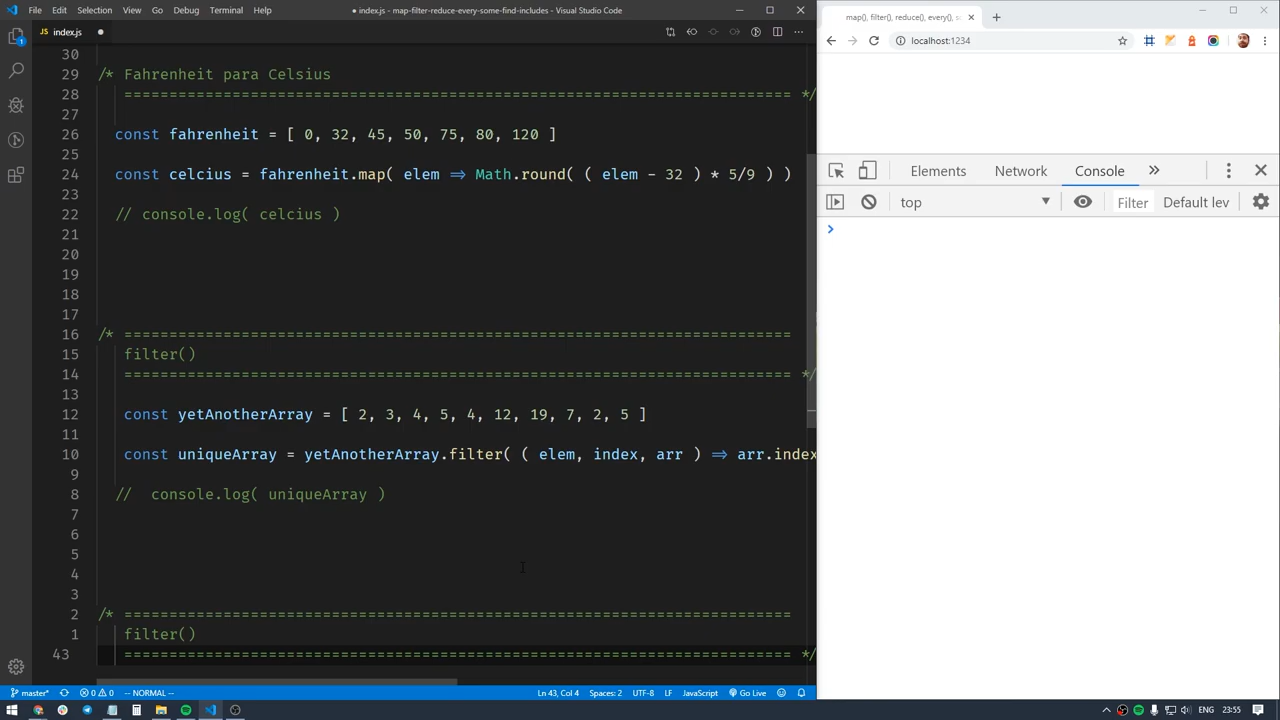 File Edit Selection View Go Debug Terminal Help
● index.js - map-filter-reduce-every-some-find-includes - Visual Studio Code
JS index.js ●
30
29 /* Fahrenheit para Celsius
28 ========================================================================== */
27
26 const fahrenheit = [ 0, 32, 45, 50, 75, 80, 120 ]
25
24 const celcius = fahrenheit.map( elem => Math.round( ( elem - 32 ) * 5/9 ) )
23
22 // console.log( celcius )
21
20
19
18
17
16 /* ==========================================================================
15 filter()
14 ========================================================================== */
13
12 const yetAnotherArray = [ 2, 3, 4, 5, 4, 12, 19, 7, 2, 5 ]
11
10 const uniqueArray = yetAnotherArray.filter( ( elem, index, arr ) => arr.index
9
8 // console.log( uniqueArray )
7
6
5
4
3
2 /* ==========================================================================
1 filter()
43 ========================================================================== */
master* 0 0 -- NORMAL -- Ln 43, Col 4 Spaces: 2 UTF-8 LF JavaScript Go Live
map(), filter(), reduce(), every(), so
localhost:1234
Elements Network Console
top Filter Default lev
ENG 23:55